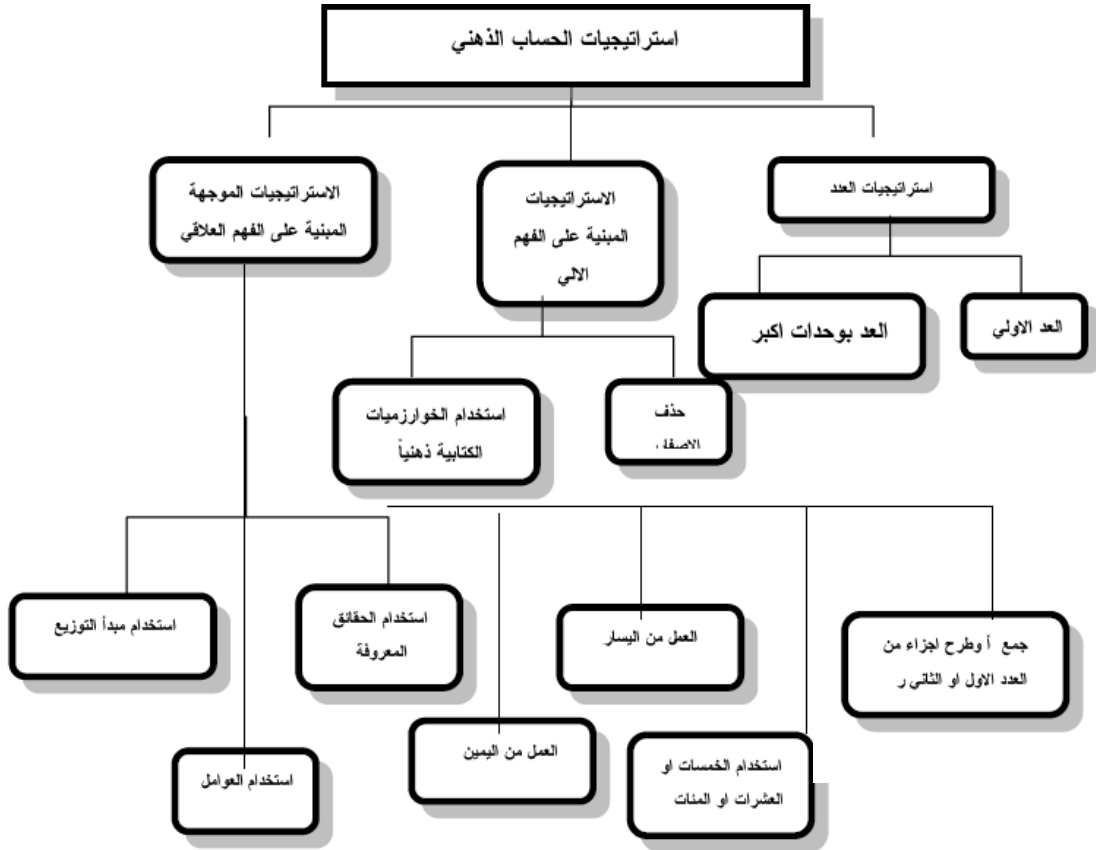 استراتيجيات الحساب الذهني
استراتيجيات العدد
الاستراتيجيات
المبنية على الفهم
الالي
الاستراتيجيات الموجهة
المبنية على الفهم العلاقي
العد الاولي
العد بوحدات اكبر
حذف
استخدام الخوارزميات
الكتابية ذهنياً
جمع أ وطرح اجزاء من
العدد الاول او الثاني ر
العمل من اليسار
استخدام الحقائق
المعروفة
استخدام مبدأ التوزيع
استخدام الخمسات او
العشرات او المئات
العمل من اليمين
استخدام العوامل